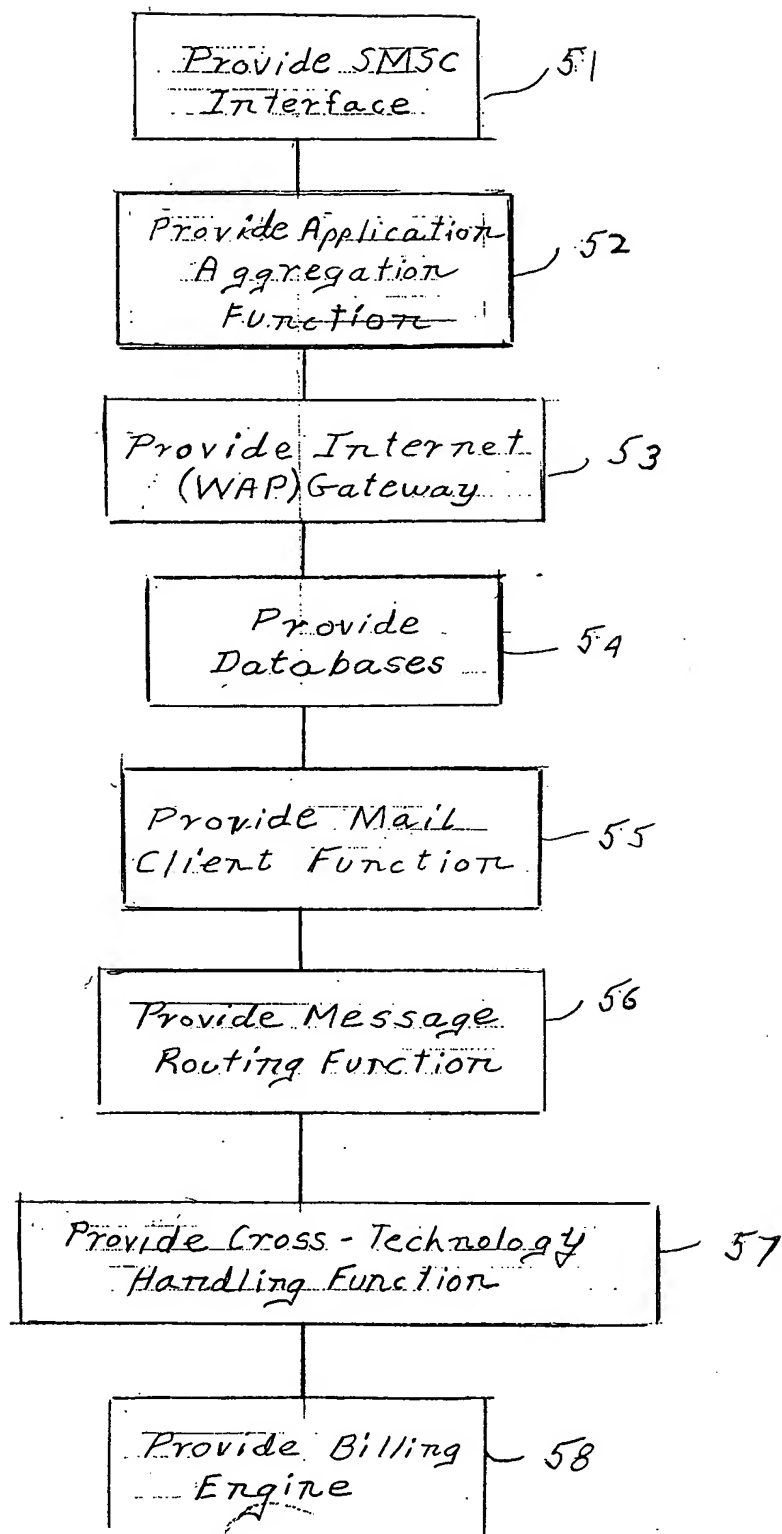 Provide SMSC
Interface
51
Provide Application
Aggregation
Function
52
Provide Internet
(WAP) Gateway
53
Provide
Databases
54
Provide Mail
Client Function
55
Provide Message
Routing Function
56
Provide Cross-Technology
Handling Function
57
Provide Billing
Engine
58